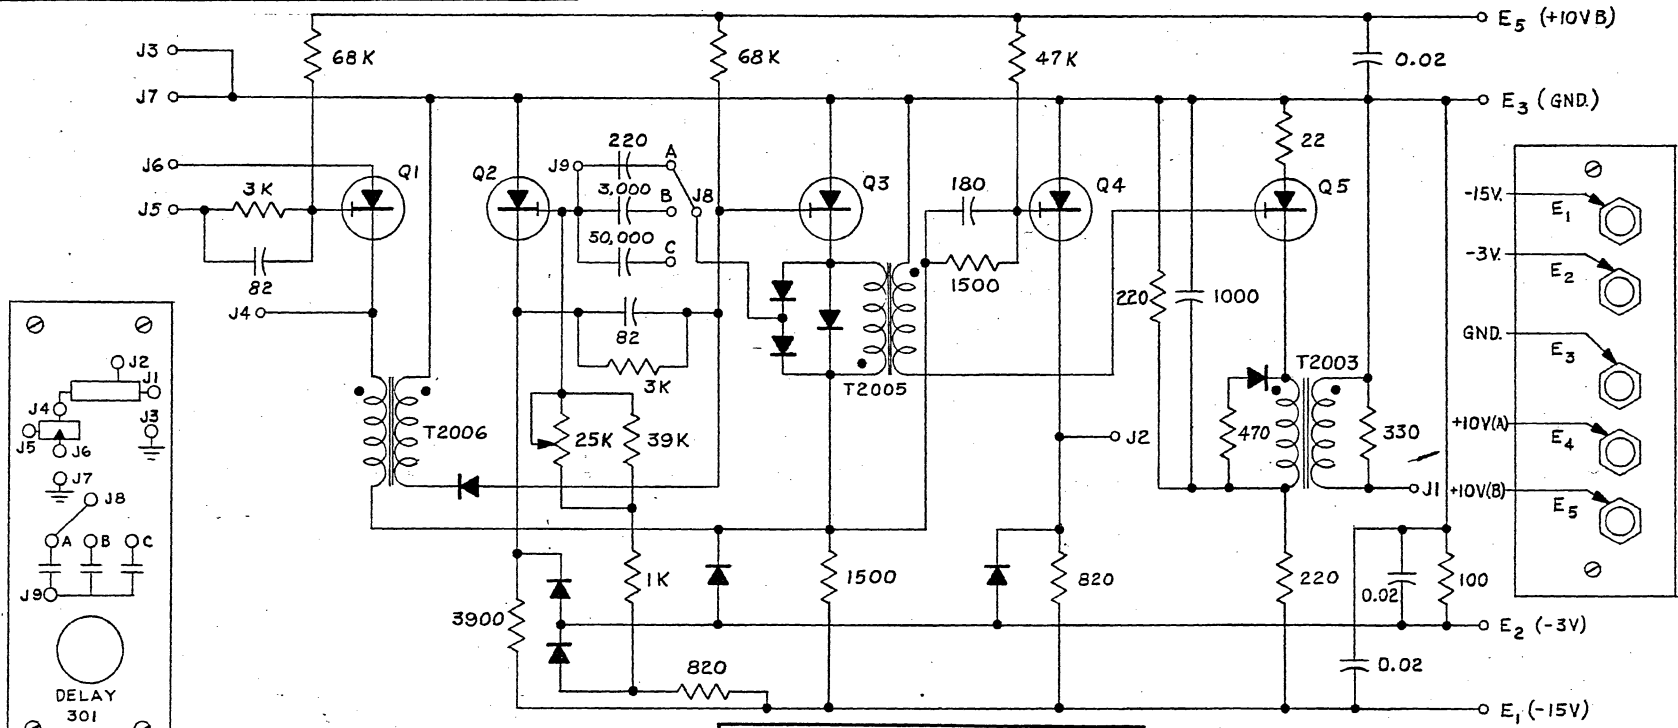 E5 (+10VB)
J3
68K
68K
47K
0.02
J7
E3 (GND.)
220
22
J6
Q1
Q2
J9
A
Q3
180
Q4
Q5
3K
3,000
B
J8
-15V.
E1
J5
50,000
C
-3V.
E2
82
1500
220
1000
J4
82
GND.
E3
T2003
J2
3K
T2005
J1
J4
J3
T2006
25K
39K
J2
470
330
+10V(A)
E4
J5
J6
J7
J1
+10V(B)
E5
J8
A
B
C
1K
1500
820
220
0.02
100
J9
3900
E2 (-3V)
820
0.02
DELAY
301
E1 (-15V)